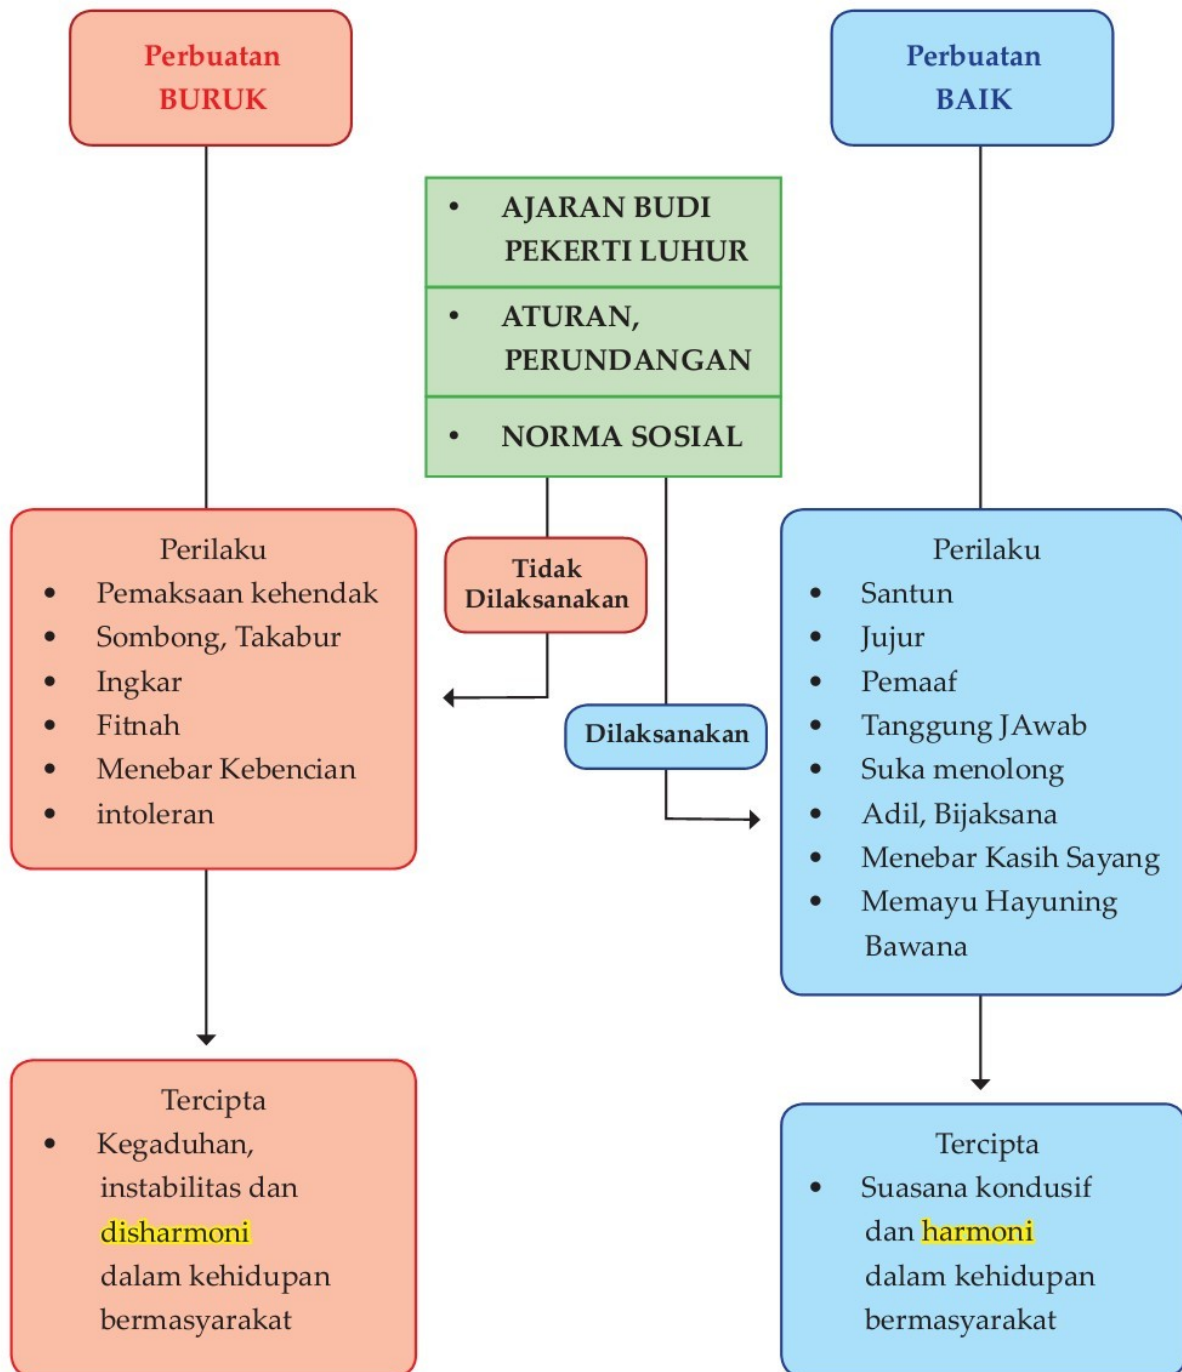 Perbuatan
BURUK
Perbuatan
BAIK
• AJARAN BUDI
PEKERTI LUHUR
• ATURAN,
PERUNDANGAN
• NORMA SOSIAL
Tidak
Dilaksanakan
Dilaksanakan
Perilaku
• Pemaksaan kehendak
• Sombong, Takabur
• Ingkar
• Fitnah
• Menebar Kebencian
• intoleran
Perilaku
• Santun
• Jujur
• Pemaaf
• Tanggung JAwab
• Suka menolong
• Adil, Bijaksana
• Menebar Kasih Sayang
• Memayu Hayuning
Bawana
Tercipta
• Kegaduhan,
instabilitas dan
disharmoni
dalam kehidupan
bermasyarakat
Tercipta
• Suasana kondusif
dan harmoni
dalam kehidupan
bermasyarakat